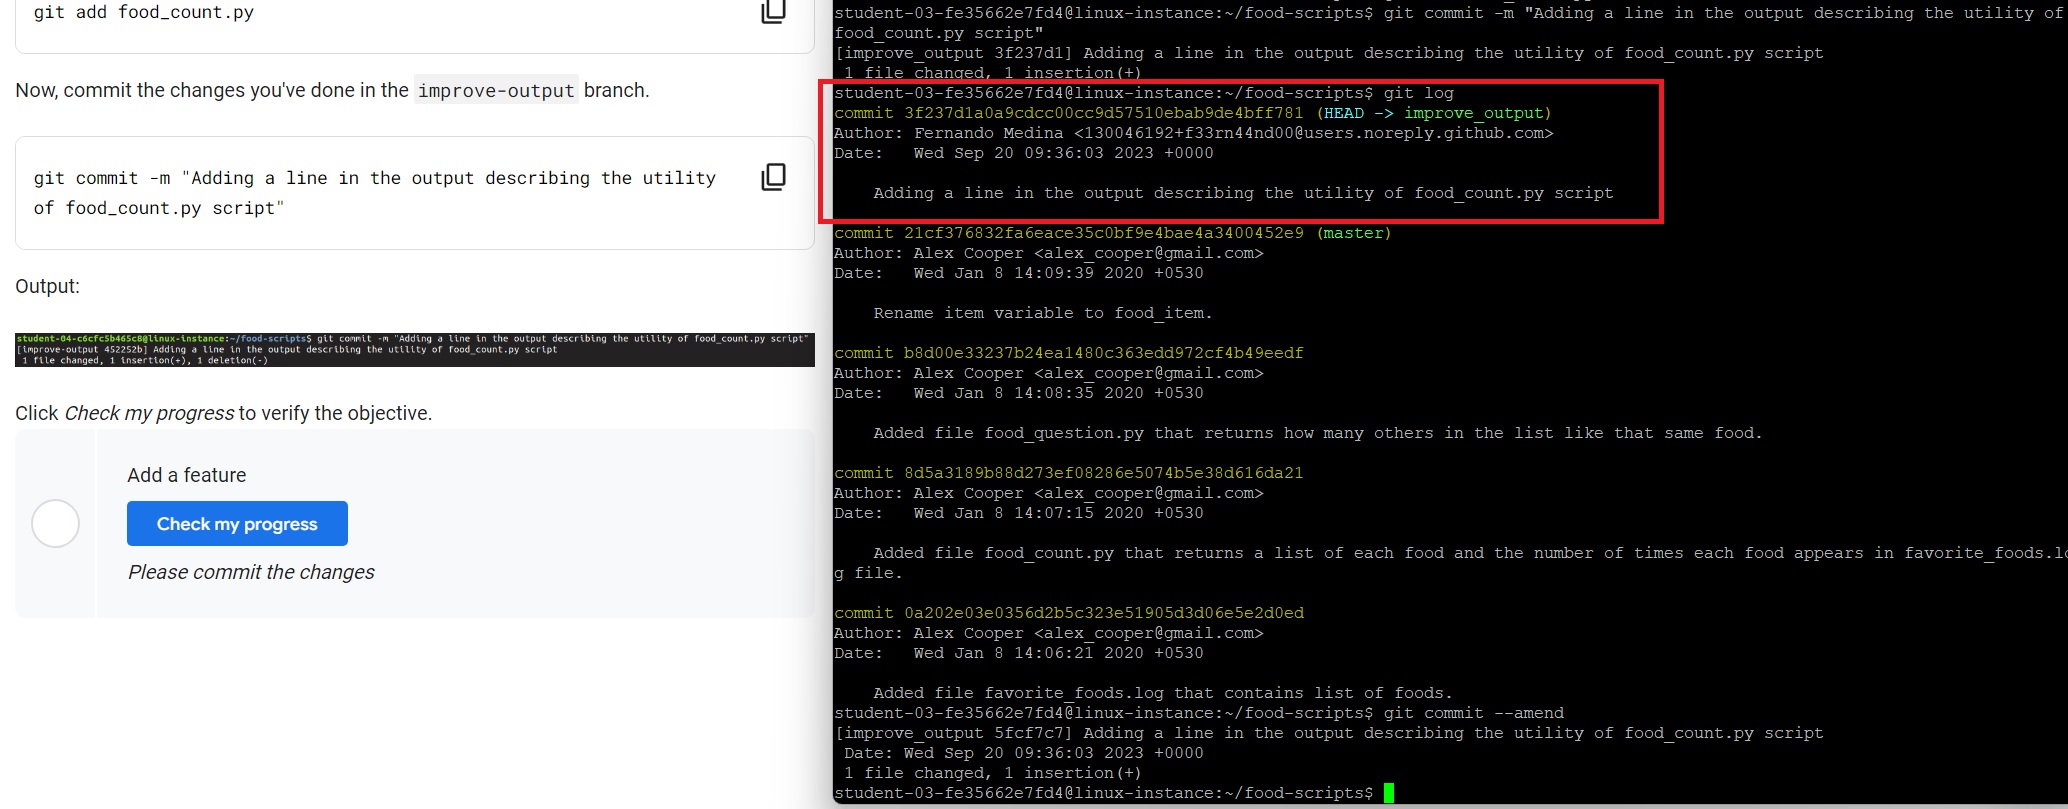 git add food_count.py
Now, commit the changes you've done in the improve-output branch.
git commit -m "Adding a line in the output describing the utility
of food_count.py script"
Output:
student-04-c6cfc5b465c8@linux-instance:~/food-scripts$ git commit -m "Adding a line in the output describing the utility of food_count.py script"
[improve-output 452252b] Adding a line in the output describing the utility of food_count.py script
1 file changed, 1 insertion(+), 1 deletion(-)
Click Check my progress to verify the objective.
Add a feature
Check my progress
Please commit the changes
student-03-fe35662e7fd4@linux-instance:~/food-scripts$ git commit -m "Adding a line in the output describing the utility of
food_count.py script"
[improve_output 3f237d1] Adding a line in the output describing the utility of food_count.py script
1 file changed, 1 insertion(+)
student-03-fe35662e7fd4@linux-instance:~/food-scripts$ git log
commit 3f237d1a0a9cdcc00cc9d57510ebab9de4bff781 (HEAD -> improve_output)
Author: Fernando Medina <130046192+f33rn44nd00@users.noreply.github.com>
Date:   Wed Sep 20 09:36:03 2023 +0000
Adding a line in the output describing the utility of food_count.py script
commit 21cf376832fa6eace35c0bf9e4bae4a3400452e9 (master)
Author: Alex Cooper <alex_cooper@gmail.com>
Date:   Wed Jan 8 14:09:39 2020 +0530
Rename item variable to food_item.
commit b8d00e33237b24ea1480c363edd972cf4b49eedf
Author: Alex Cooper <alex_cooper@gmail.com>
Date:   Wed Jan 8 14:08:35 2020 +0530
Added file food_question.py that returns how many others in the list like that same food.
commit 8d5a3189b88d273ef08286e5074b5e38d616da21
Author: Alex Cooper <alex_cooper@gmail.com>
Date:   Wed Jan 8 14:07:15 2020 +0530
Added file food_count.py that returns a list of each food and the number of times each food appears in favorite_foods.lo
g file.
commit 0a202e03e0356d2b5c323e51905d3d06e5e2d0ed
Author: Alex Cooper <alex_cooper@gmail.com>
Date:   Wed Jan 8 14:06:21 2020 +0530
Added file favorite_foods.log that contains list of foods.
student-03-fe35662e7fd4@linux-instance:~/food-scripts$ git commit --amend
[improve_output 5fcf7c7] Adding a line in the output describing the utility of food_count.py script
Date: Wed Sep 20 09:36:03 2023 +0000
1 file changed, 1 insertion(+)
student-03-fe35662e7fd4@linux-instance:~/food-scripts$